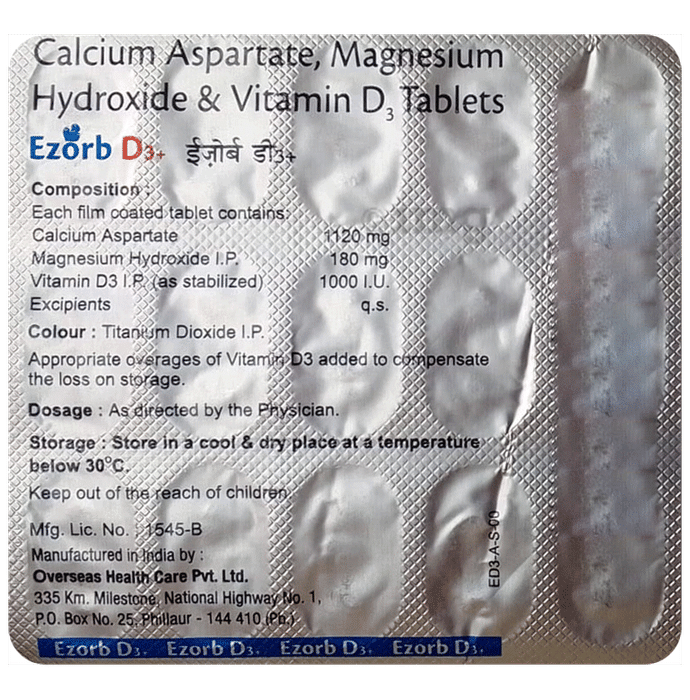 Calcium Aspartate, Magnesium
Hydroxide & Vitamin D3 Tablets
Ezorb D3+ ईज़ोर्ब डी3+
Composition :
Each film coated tablet contains:
Calcium Aspartate 1120 mg
Magnesium Hydroxide I.P. 180 mg
Vitamin D3 I.P. (as stabilized) 1000 I.U.
Excipients q.s.
Colour : Titanium Dioxide I.P.
Appropriate overages of Vitamin D3 added to compensate
the loss on storage.
Dosage : As directed by the Physician.
Storage : Store in a cool & dry place at a temperature
below 30°C.
Keep out of the reach of children.
Mfg. Lic. No. : 1545-B
Manufactured in India by :
Overseas Health Care Pvt. Ltd.
335 Km. Milestone, National Highway No. 1,
P.O. Box No. 25, Phillaur - 144 410 (Pb.)
ED3-A-S-00
Ezorb D3+ Ezorb D3+ Ezorb D3+ Ezorb D3+